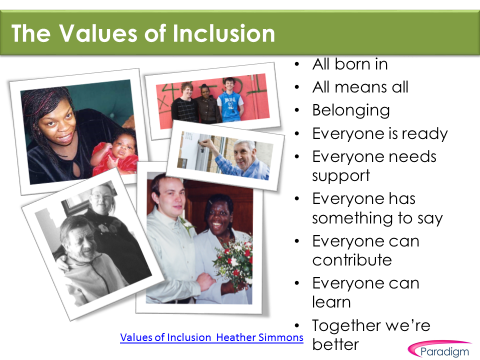 The Values of Inclusion
• All born in
• All means all
• Belonging
• Everyone is ready
• Everyone needs
support
• Everyone has
something to say
• Everyone can
contribute
• Everyone can
learn
• Together we’re
better
Values of Inclusion Heather Simmons
Paradigm